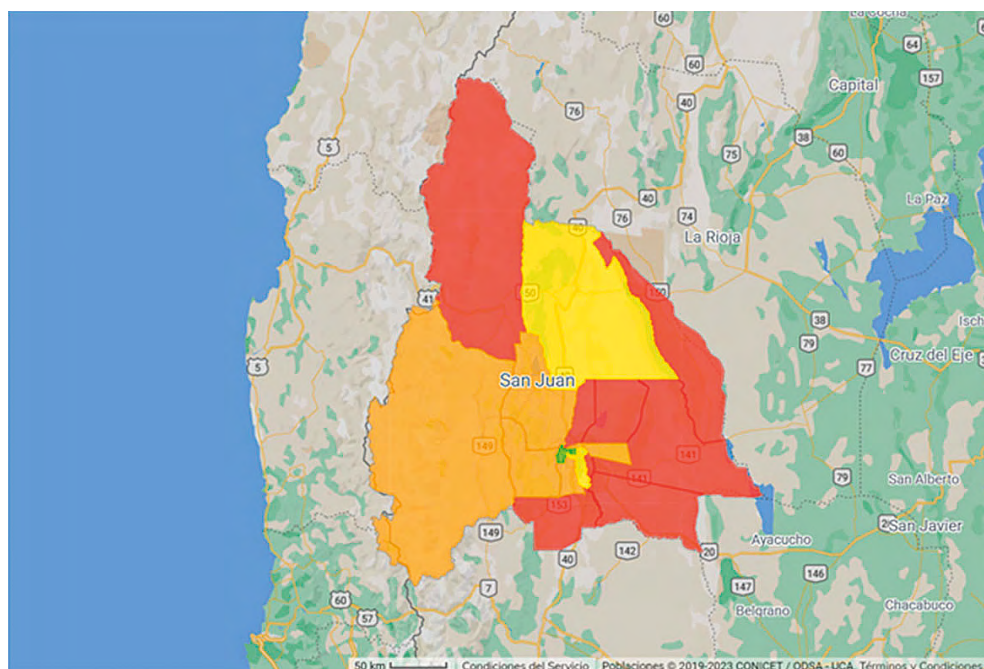 La Cocha
60
64
60
157
Capital
40
76
38
5
60
75
La Paz
40
76
74
La Rioja
40
50
150
41
38
Isch
79
5
77
Cruz del Eje
San Juan
40
149
141
79
141
San Alberto
153
20
San Javier
149
Ayacucho
40
142
20
7
146
147
60
57
Belgrano
Chacabuco
50 km
Condiciones del Servicio
Poblaciones © 2019-2023 CONICET / ODSA - UCA. Términos y Condiciones